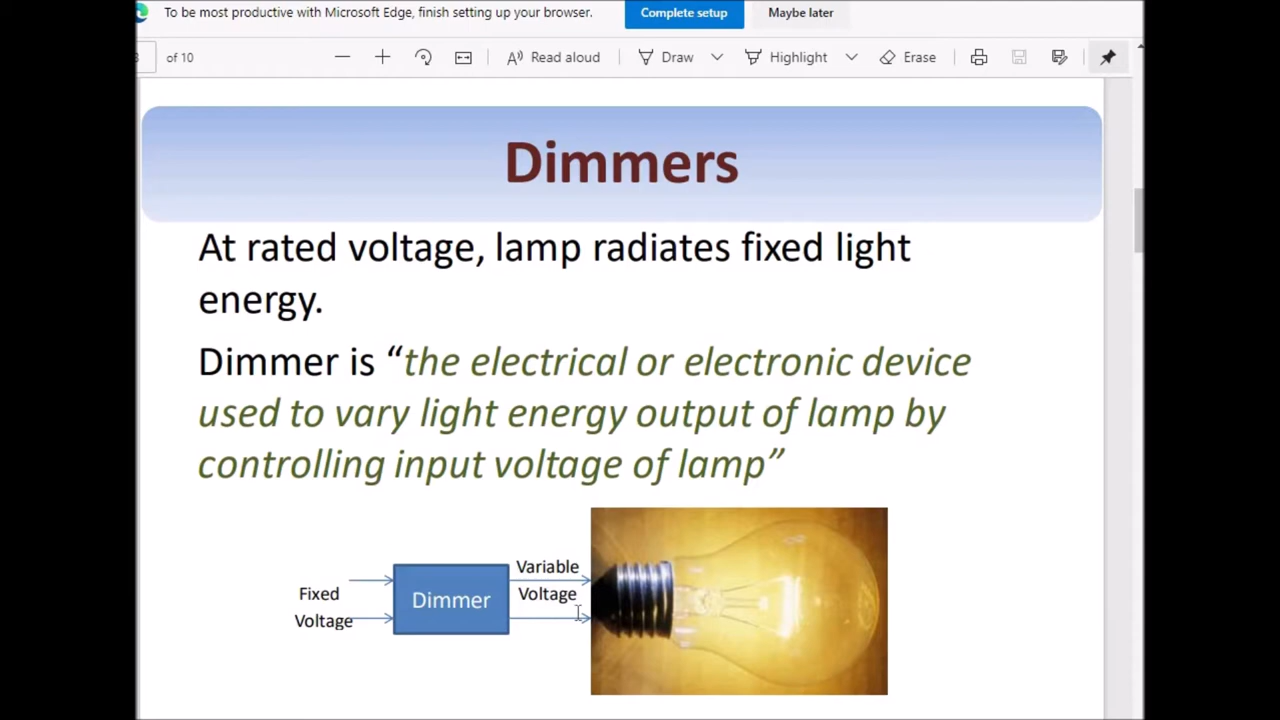 To be most productive with Microsoft Edge, finish setting up your browser.
Complete setup
Maybe later
of 10
Read aloud
Draw
Highlight
Erase
Dimmers
At rated voltage, lamp radiates fixed light
energy.
Dimmer is “the electrical or electronic device
used to vary light energy output of lamp by
controlling input voltage of lamp”
Fixed
Voltage
Dimmer
Variable
Voltage